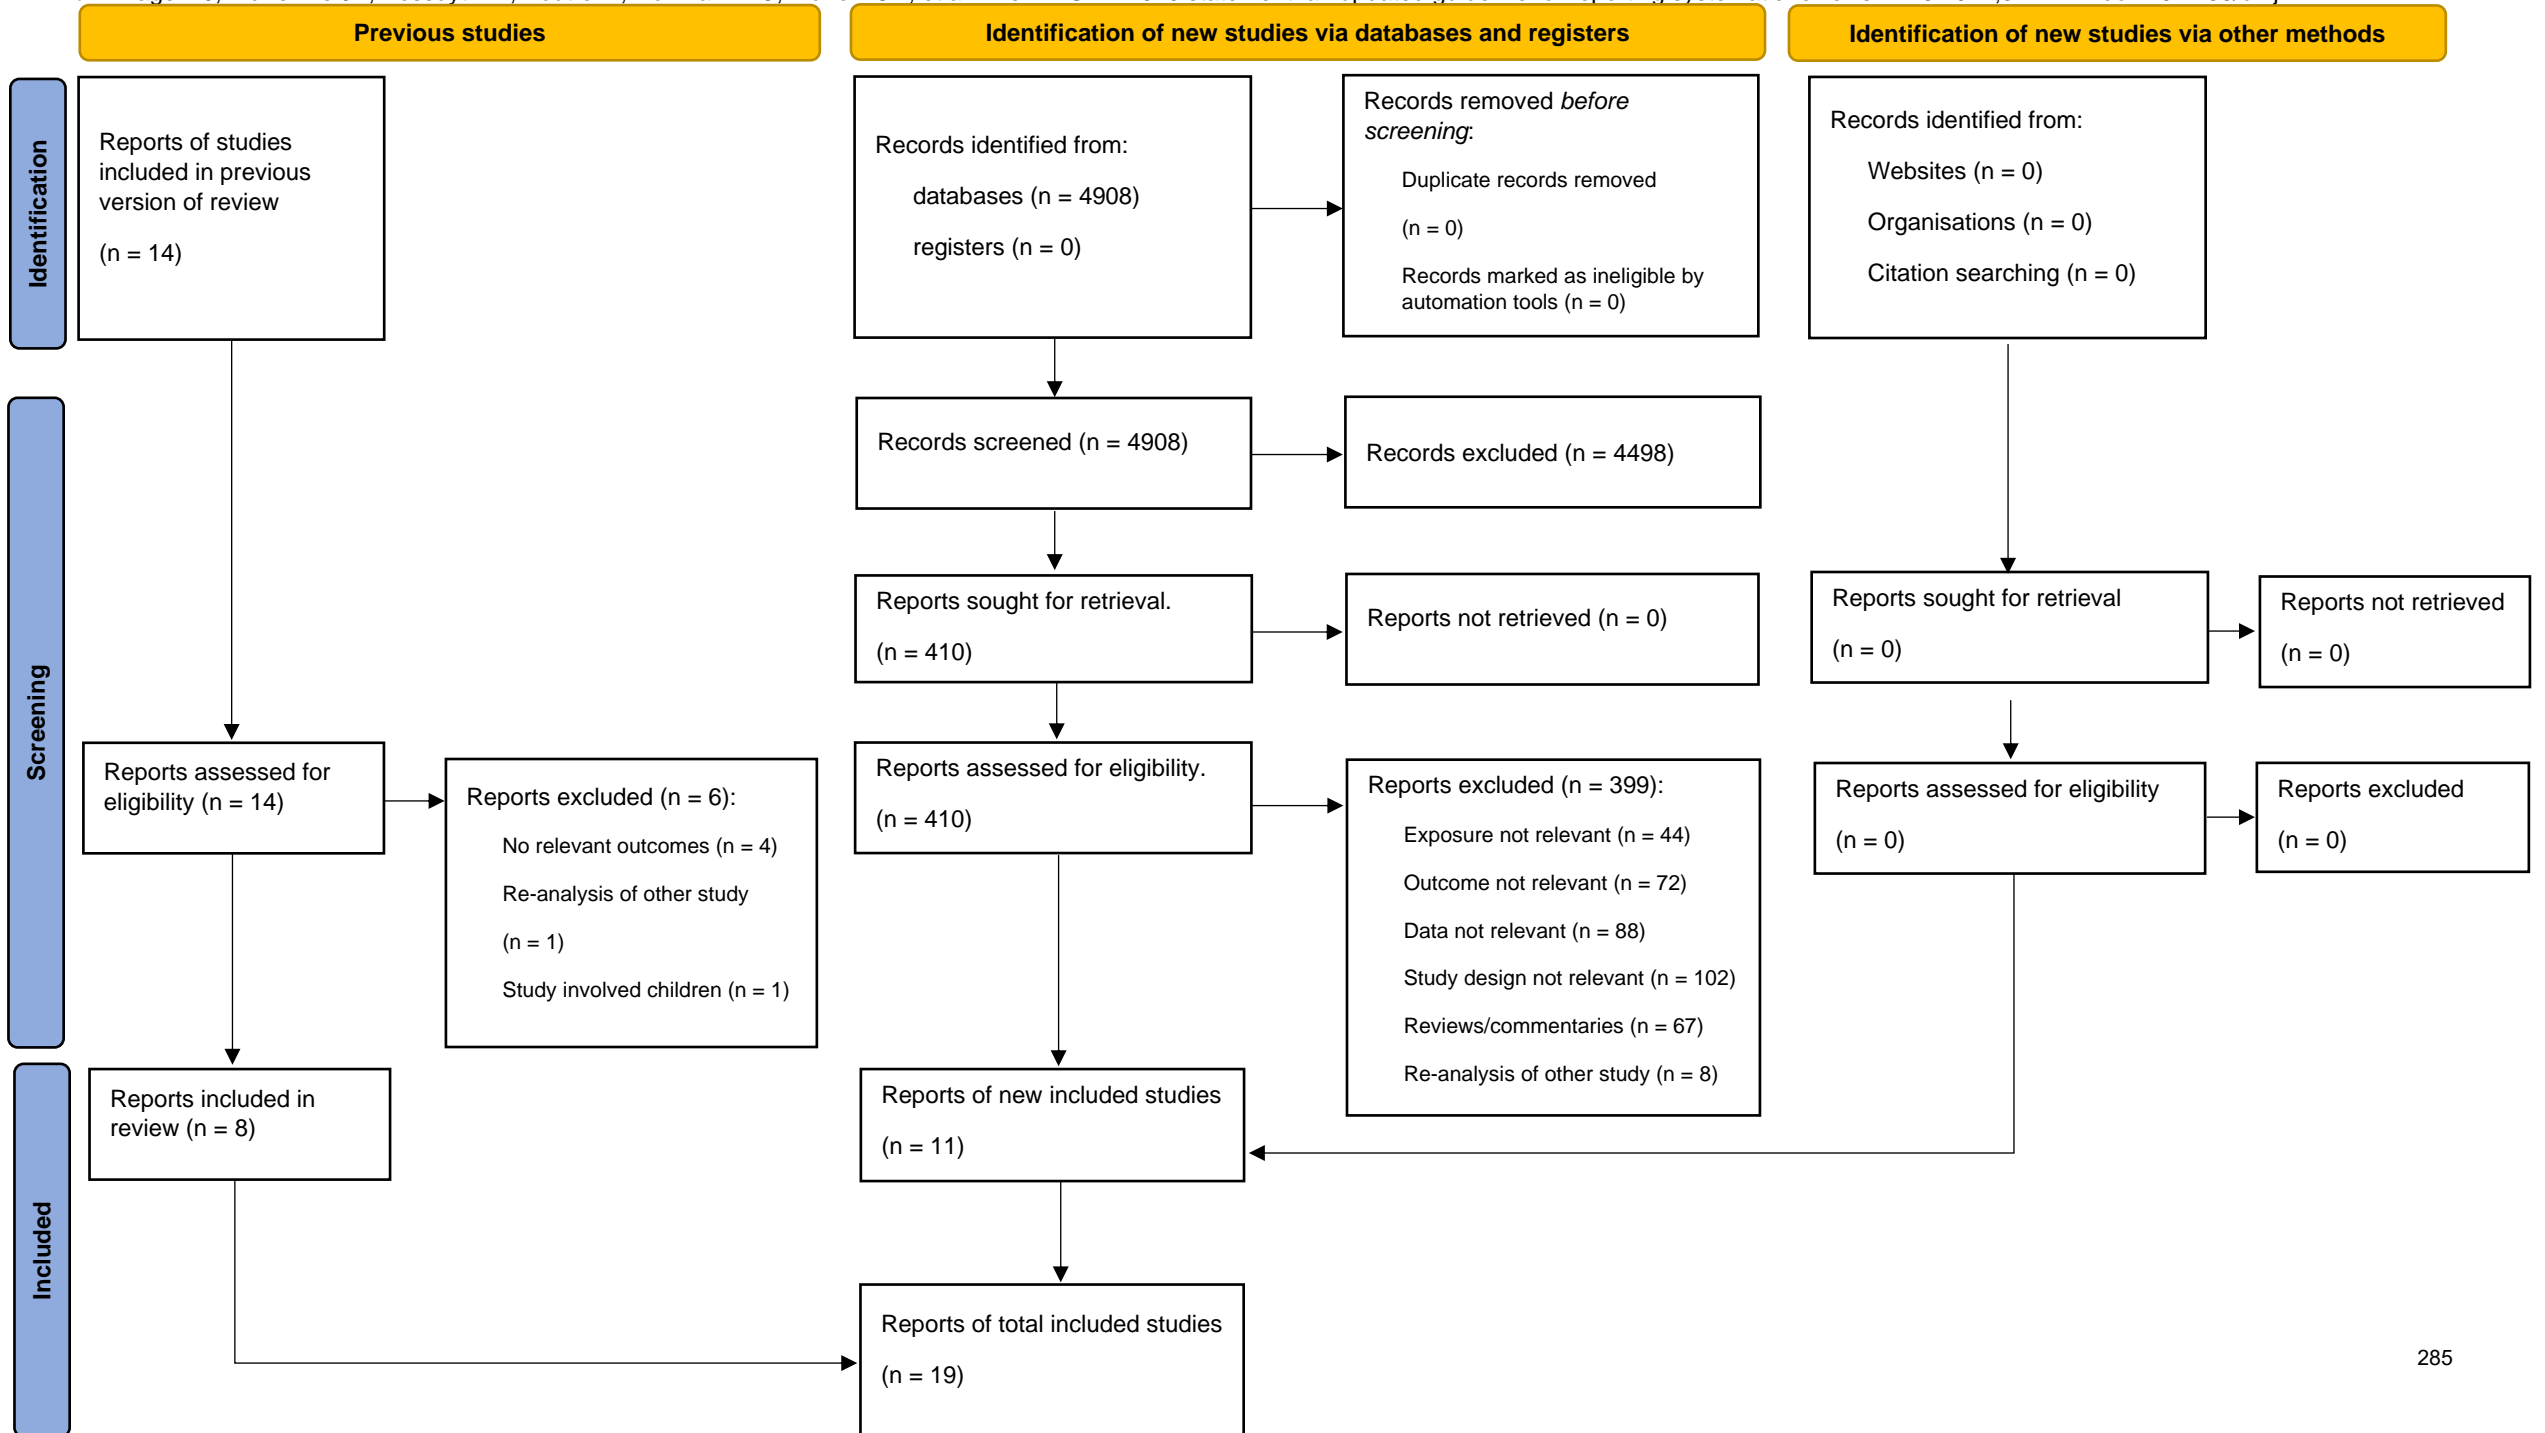 Previous studies
Identification of new studies via databases and registers
Identification of new studies via other methods
Identification
Reports of studies
included in previous
version of review
(n = 14)
Records identified from:
databases (n = 4908)
registers (n = 0)
Records removed before
screening:
Duplicate records removed
(n = 0)
Records marked as ineligible by
automation tools (n = 0)
Records identified from:
Websites (n = 0)
Organisations (n = 0)
Citation searching (n = 0)
Screening
Records screened (n = 4908)
Records excluded (n = 4498)
Reports sought for retrieval.
(n = 410)
Reports not retrieved (n = 0)
Reports sought for retrieval
(n = 0)
Reports not retrieved
(n = 0)
Reports assessed for
eligibility (n = 14)
Reports excluded (n = 6):
No relevant outcomes (n = 4)
Re-analysis of other study
(n = 1)
Study involved children (n = 1)
Reports assessed for eligibility.
(n = 410)
Reports excluded (n = 399):
Exposure not relevant (n = 44)
Outcome not relevant (n = 72)
Data not relevant (n = 88)
Study design not relevant (n = 102)
Reviews/commentaries (n = 67)
Re-analysis of other study (n = 8)
Reports assessed for eligibility
(n = 0)
Reports excluded
(n = 0)
Included
Reports included in
review (n = 8)
Reports of new included studies
(n = 11)
Reports of total included studies
(n = 19)
285